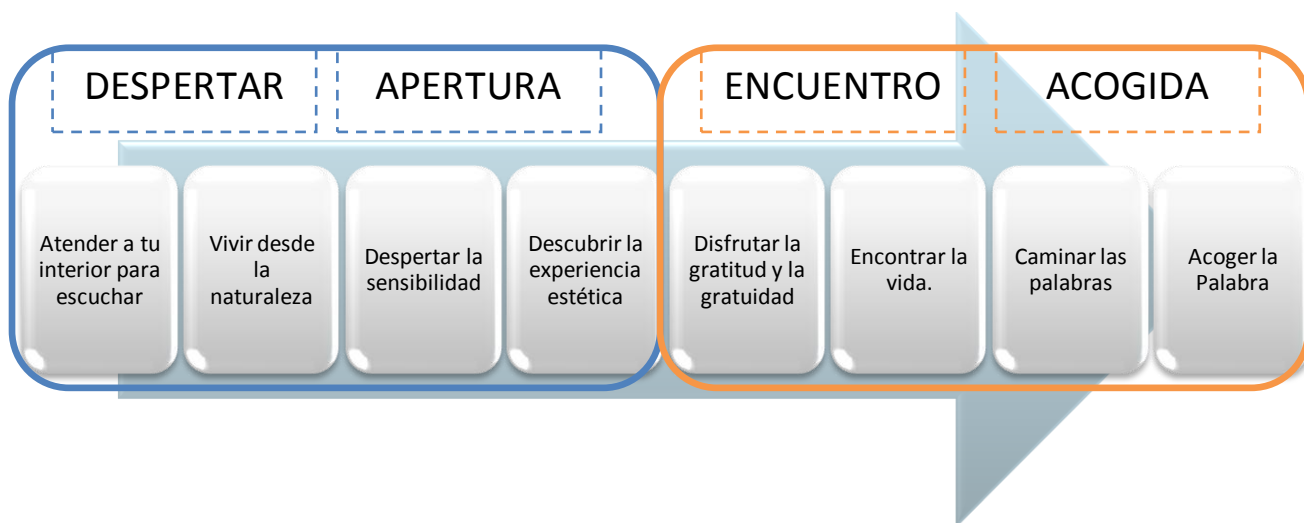 DESPERTAR
APERTURA
ENCUENTRO
ACOGIDA
Atender a tu
interior para
escuchar
Vivir desde
la
naturaleza
Despertar la
sensibilidad
Descubrir la
experiencia
estética
Disfrutar la
gratitud y la
gratuidad
Encontrar la
vida.
Caminar las
palabras
Acoger la
Palabra